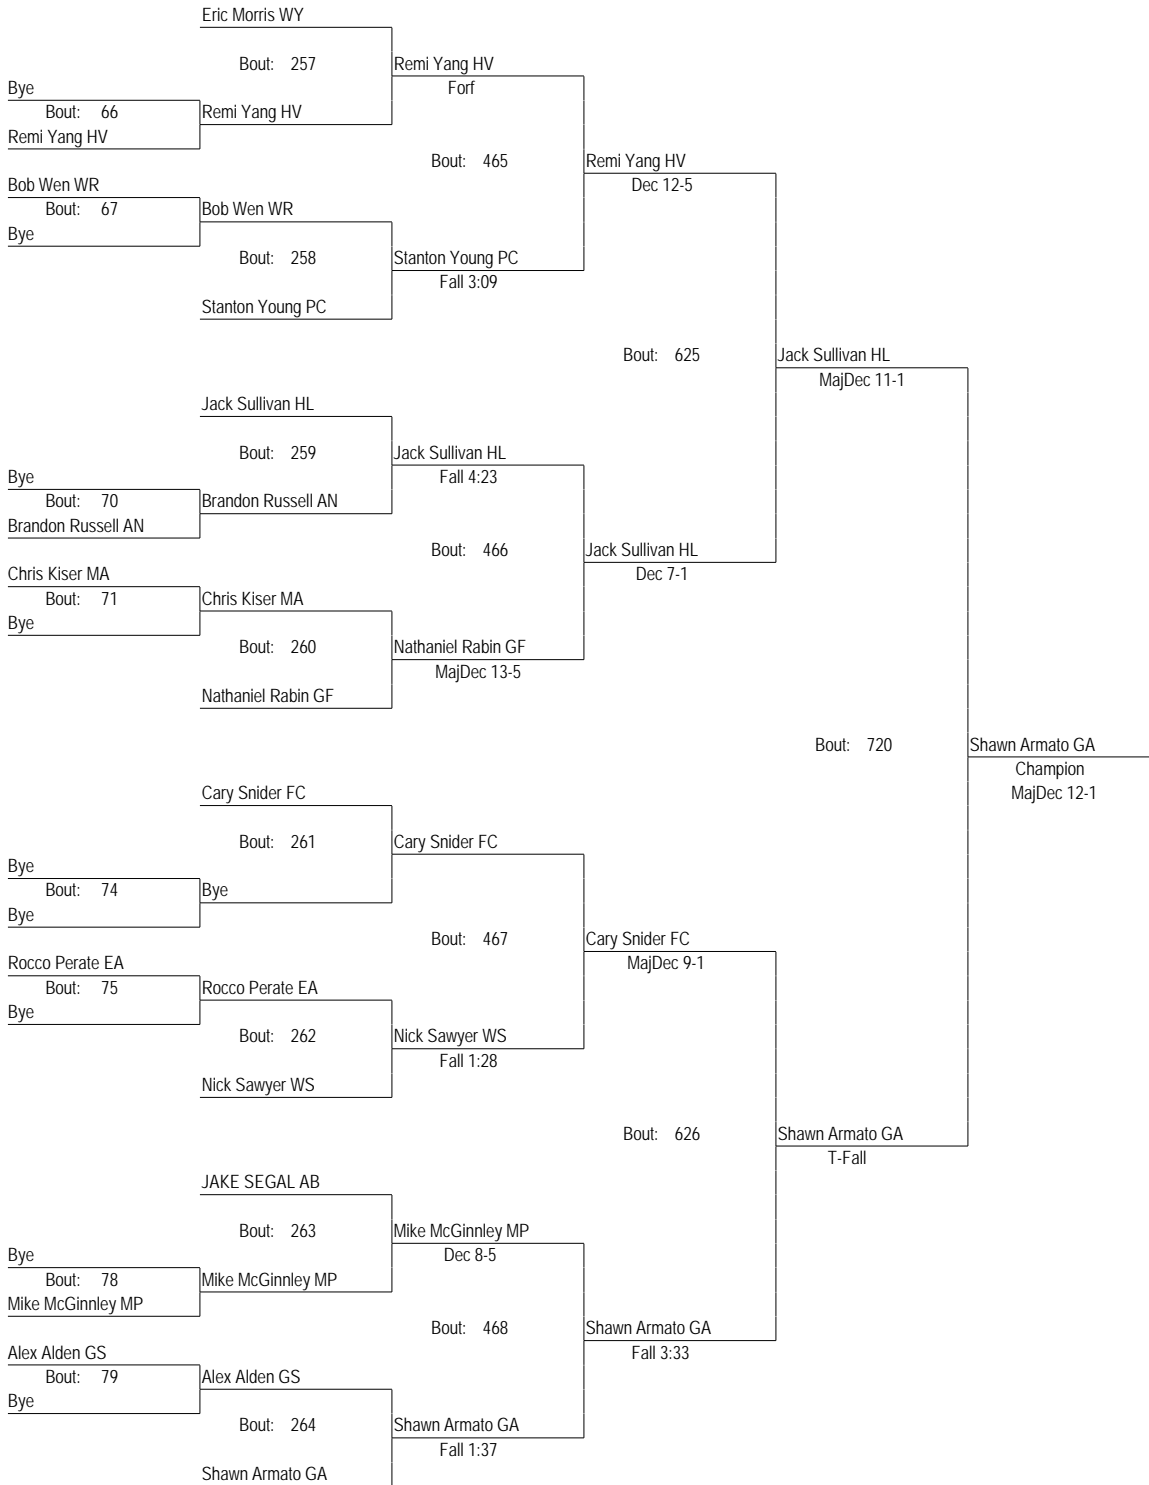 Eric Morris WY
Bout: 257
Remi Yang HV
Forf
Bye
Bout: 66
Remi Yang HV
Remi Yang HV
Bout: 465
Remi Yang HV
Dec 12-5
Bob Wen WR
Bout: 67
Bob Wen WR
Bye
Bout: 258
Stanton Young PC
Fall 3:09
Stanton Young PC
Bout: 625
Jack Sullivan HL
MajDec 11-1
Jack Sullivan HL
Bout: 259
Jack Sullivan HL
Fall 4:23
Bye
Bout: 70
Brandon Russell AN
Brandon Russell AN
Bout: 466
Jack Sullivan HL
Dec 7-1
Chris Kiser MA
Bout: 71
Chris Kiser MA
Bye
Bout: 260
Nathaniel Rabin GF
MajDec 13-5
Nathaniel Rabin GF
Bout: 720
Shawn Armato GA
Champion
MajDec 12-1
Cary Snider FC
Bout: 261
Cary Snider FC
Bye
Bout: 74
Bye
Bye
Bout: 467
Cary Snider FC
MajDec 9-1
Rocco Perate EA
Bout: 75
Rocco Perate EA
Bye
Bout: 262
Nick Sawyer WS
Fall 1:28
Nick Sawyer WS
Bout: 626
Shawn Armato GA
T-Fall
JAKE SEGAL AB
Bout: 263
Mike McGinnley MP
Dec 8-5
Bye
Bout: 78
Mike McGinnley MP
Mike McGinnley MP
Bout: 468
Shawn Armato GA
Fall 3:33
Alex Alden GS
Bout: 79
Alex Alden GS
Bye
Bout: 264
Shawn Armato GA
Fall 1:37
Shawn Armato GA